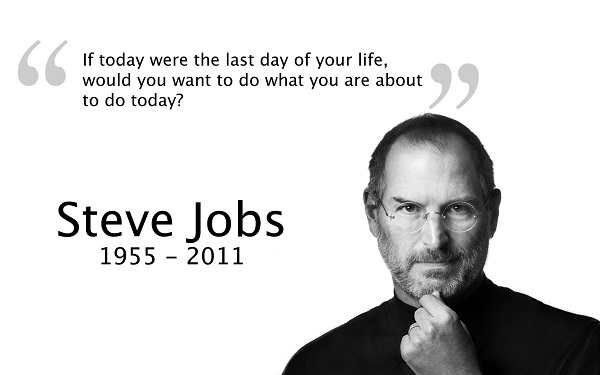 “ If today were the last day of your life,
would you want to do what you are about
to do today? ”
Steve Jobs
1955 – 2011